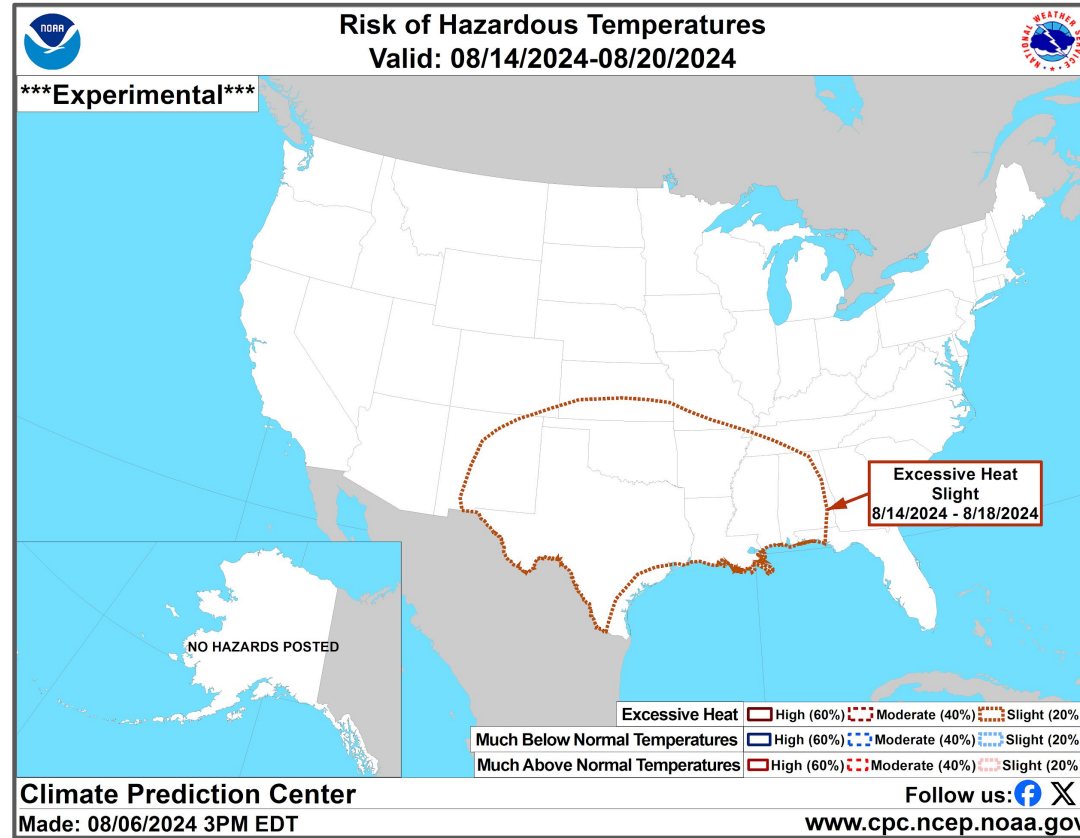 NOAA
Risk of Hazardous Temperatures
Valid: 08/14/2024-08/20/2024
NATIONAL WEATHER SERVICE
***Experimental***
Excessive Heat
Slight
8/14/2024 - 8/18/2024
NO HAZARDS POSTED
Excessive Heat High (60%) Moderate (40%) Slight (20%
Much Below Normal Temperatures High (60%) Moderate (40%) Slight (20%
Much Above Normal Temperatures High (60%) Moderate (40%) Slight (20%
Climate Prediction Center
Follow us:
Made: 08/06/2024 3PM EDT
www.cpc.ncep.noaa.gov